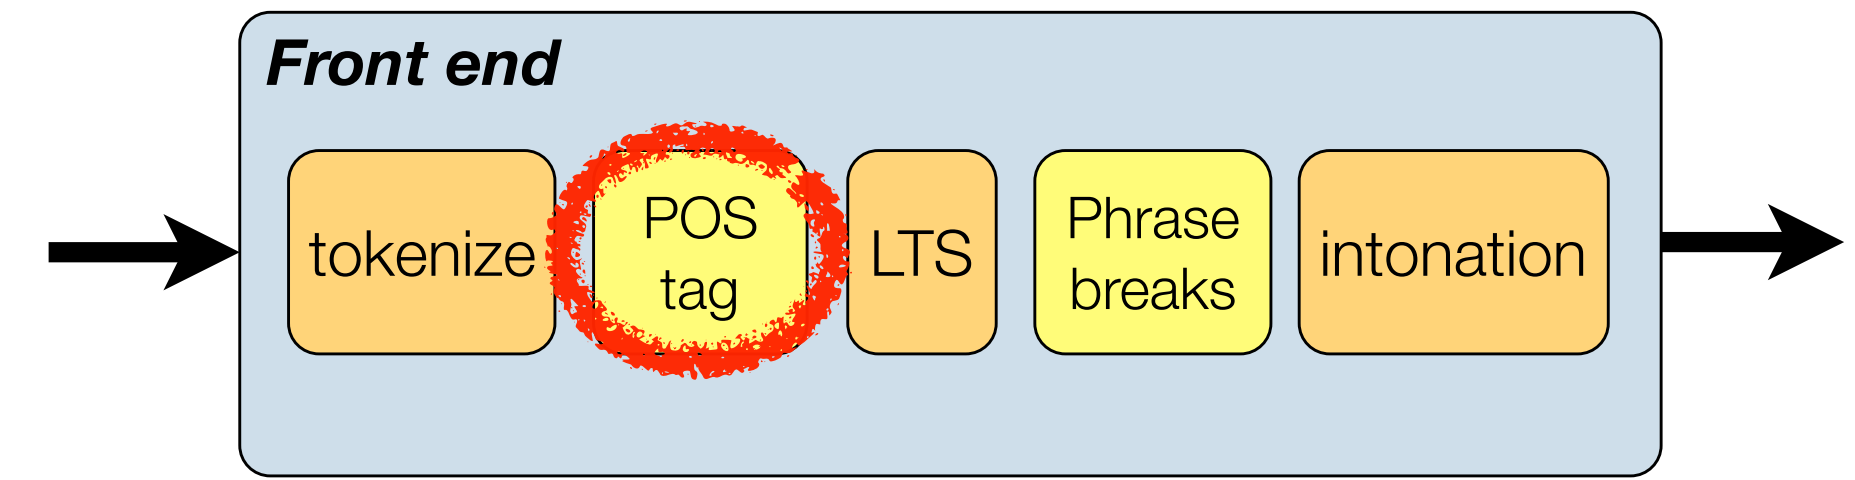 Front end
tokenize
POS
tag
LTS
Phrase
breaks
intonation